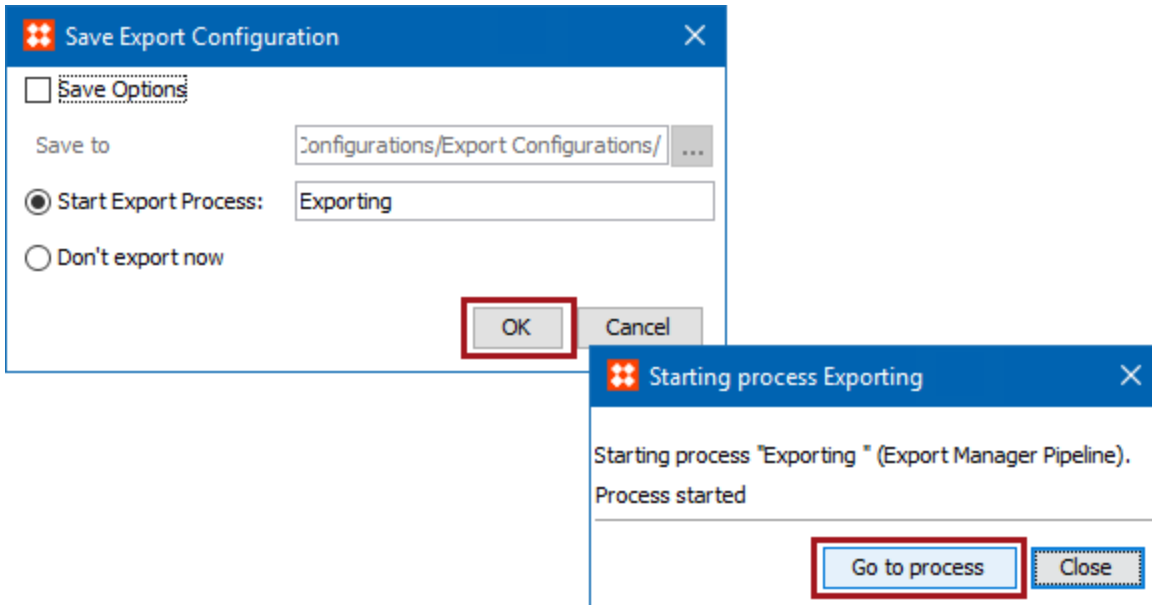 Save Export Configuration
Save Options
Save to
Configurations/Export Configurations/
...
Start Export Process:
Exporting
Don't export now
OK
Cancel
Starting process Exporting
Starting process "Exporting " (Export Manager Pipeline).
Process started
Go to process
Close